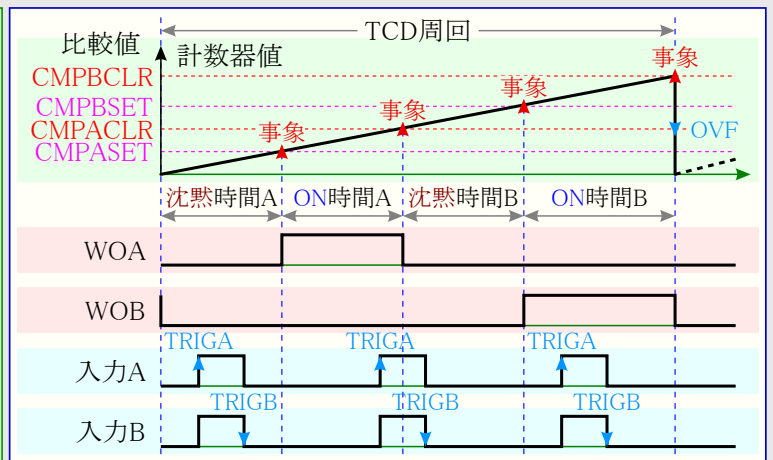 TCD周回
比較値
計数器値
事象
CMPBCLR
事象
CMPBSET
事象
CMPACLR
事象
OVF
CMPASET
沈黙時間A ON時間A 沈黙時間B ON時間B
WOA
WOB
TRIGA TRIGA TRIGA
入力A
TRIGB TRIGB TRIGB
入力B